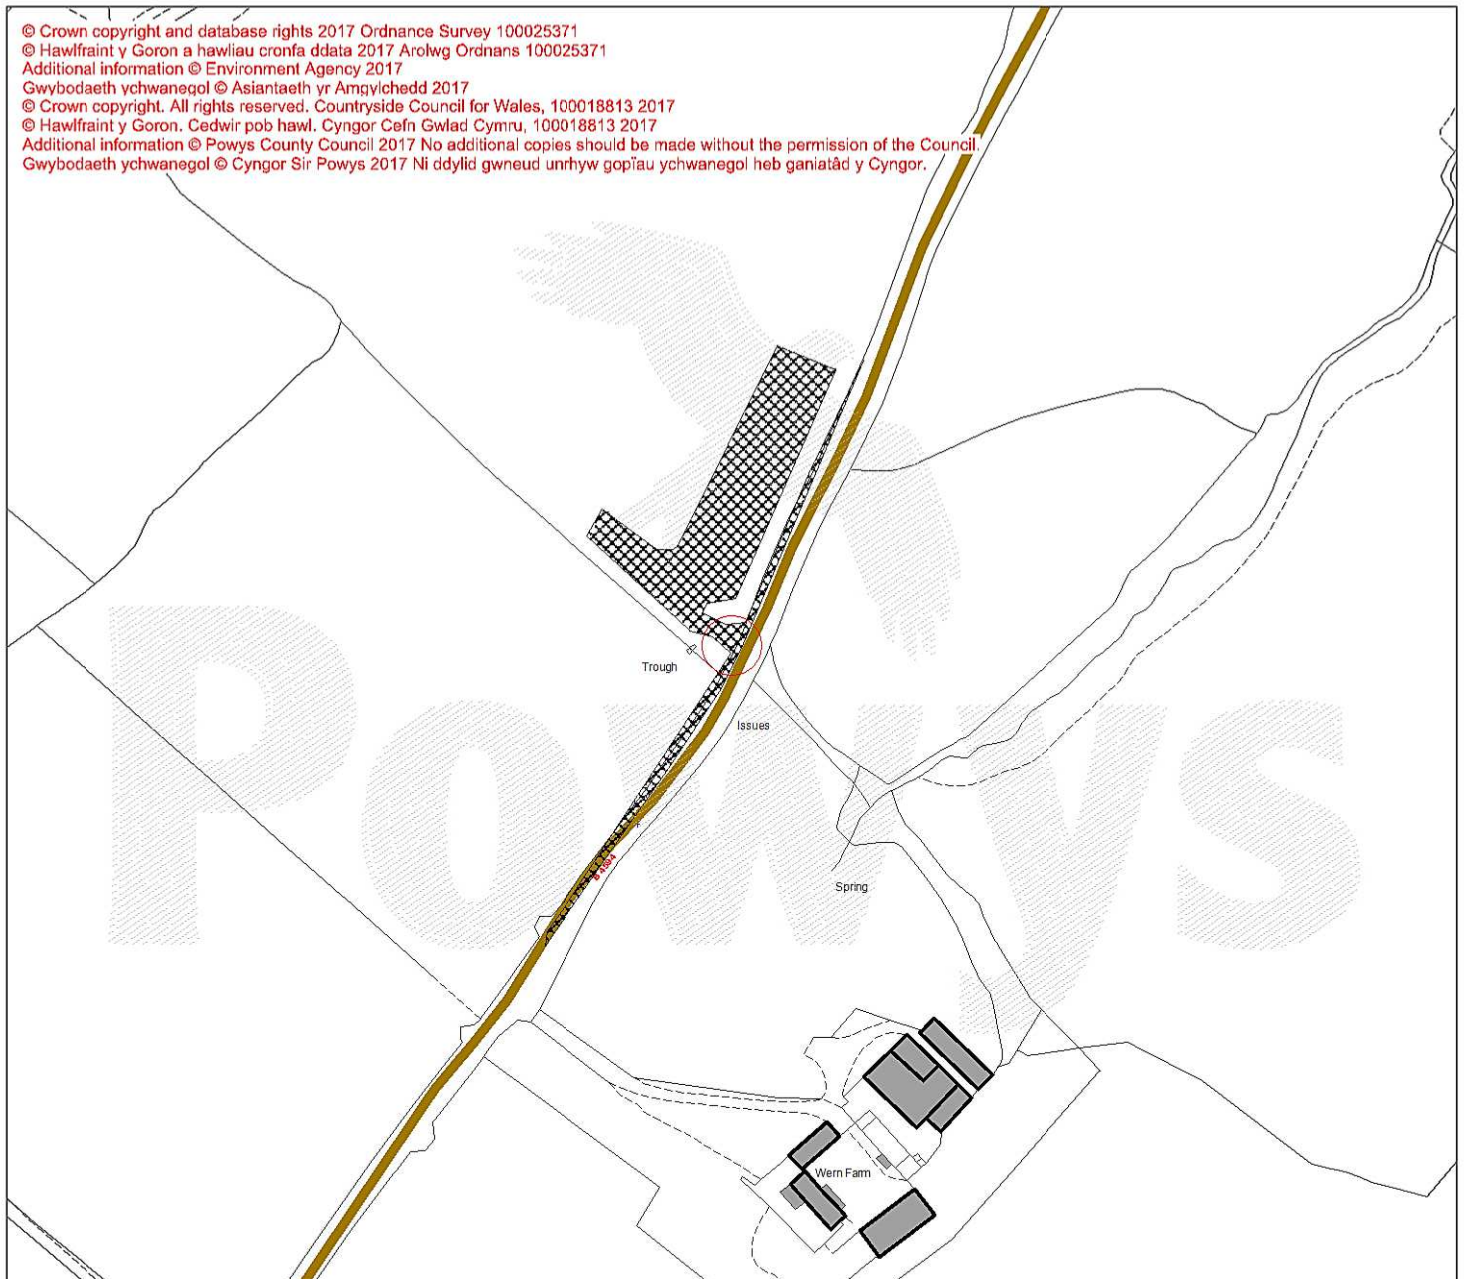 © Crown copyright and database rights 2017 Ordnance Survey 100025371
© Hawlfraint y Goron a hawliau cronfa ddata 2017 Arolwg Ordnans 100025371
Additional information © Environment Agency 2017
Gwybodaeth ychwanegol © Asiantaeth yr Amgylchedd 2017
© Crown copyright. All rights reserved. Countryside Council for Wales, 100018813 2017
© Hawlfraint y Goron. Cedwir pob hawl. Cyngor Cefn Gwlad Cymru, 100018813 2017
Additional information © Powys County Council 2017 No additional copies should be made without the permission of the Council.
Gwybodaeth ychwanegol © Cyngor Sir Powys 2017 Ni ddylid gwneud unrhyw gopïau ychwanegol heb ganiatâd y Cyngor.
Trough
Issues
Powys
B 4594
Spring
Wern Farm